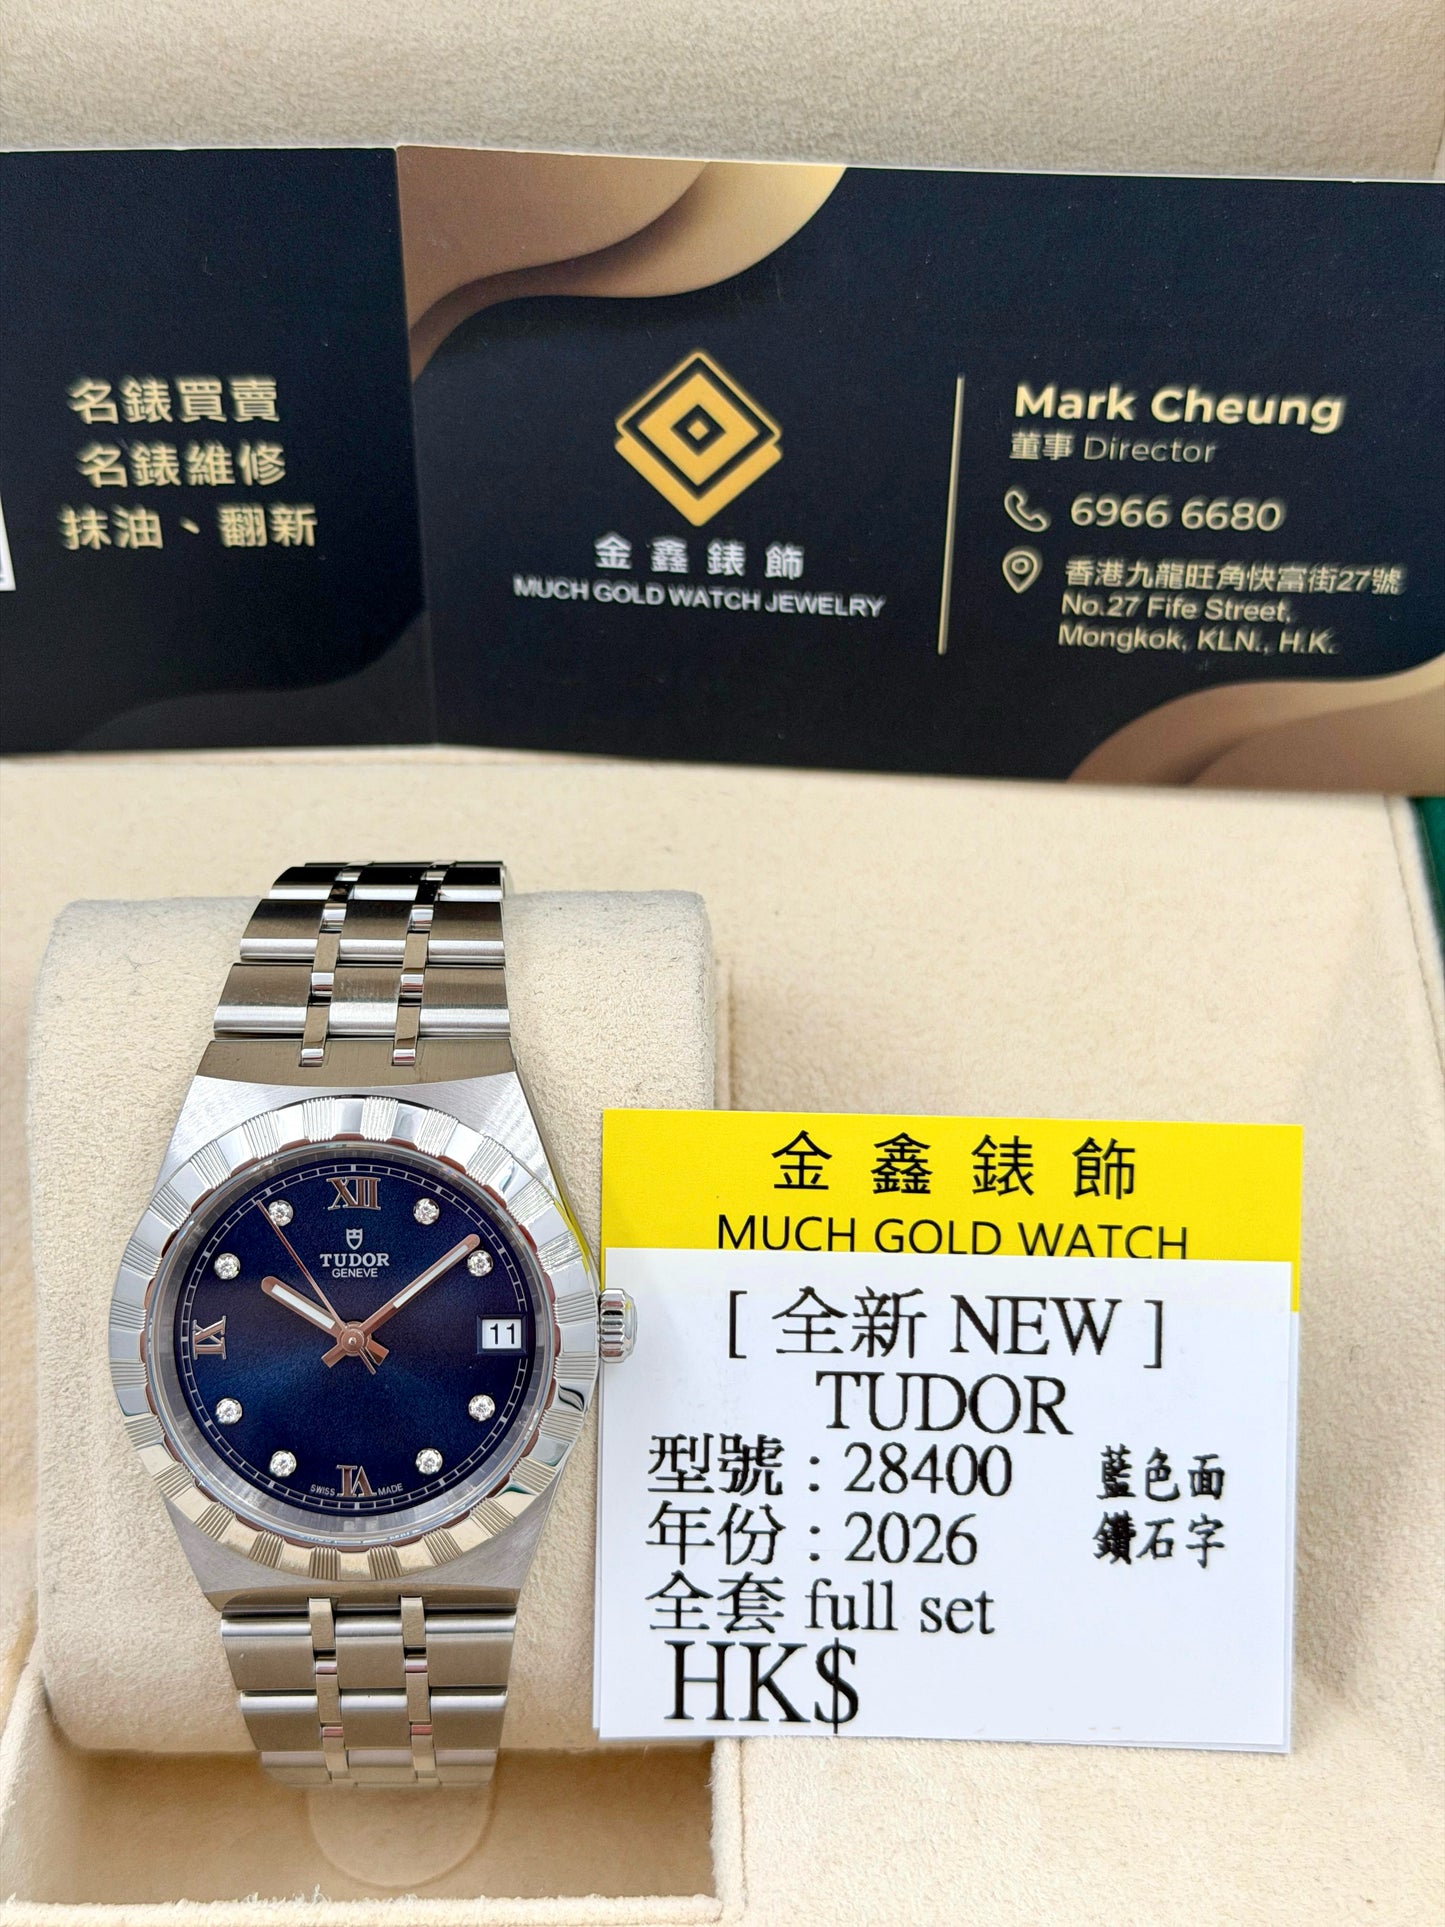 名錶買賣
名錶維修
抹油、翻新
金鑫錶飾
MUCH GOLD WATCH JEWELRY
Mark Cheung
董事 Director
6966 6680
香港九龍旺角快富街27號
No.27 Fife Street,
Mongkok, KLN., H.K.
XII
TUDOR
GENEVE
IX
11
VI
SWISS MADE
金鑫錶飾
MUCH GOLD WATCH
[ 全新 NEW ]
TUDOR
型號 : 28400 藍色面
年份 : 2026 鑽石字
全套 full set
HK$